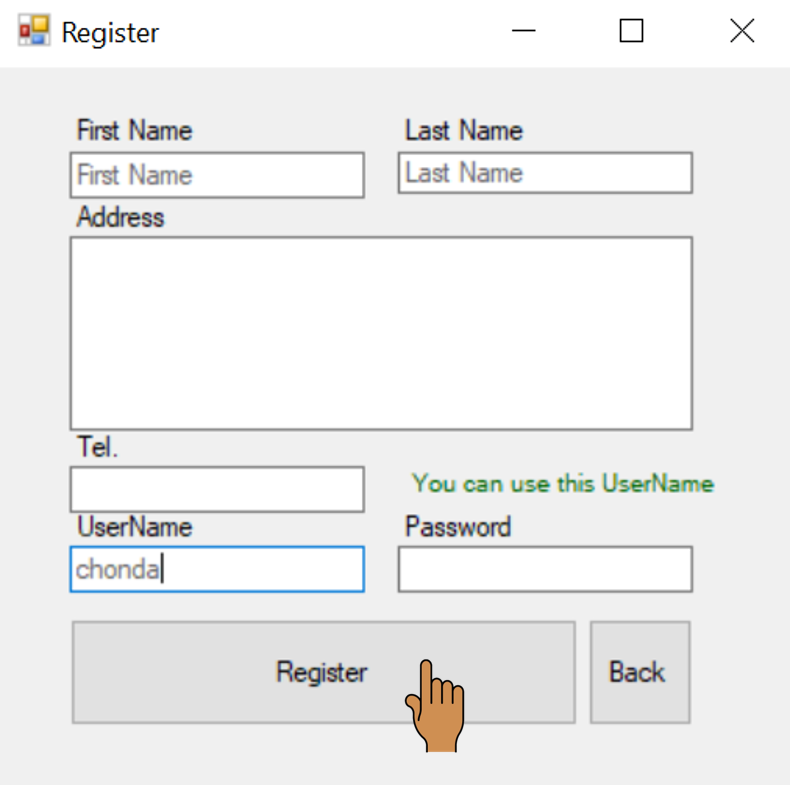 Register
First Name Last Name
First Name Last Name
Address
Tel.
You can use this UserName
UserName Password
chonda
Register Back